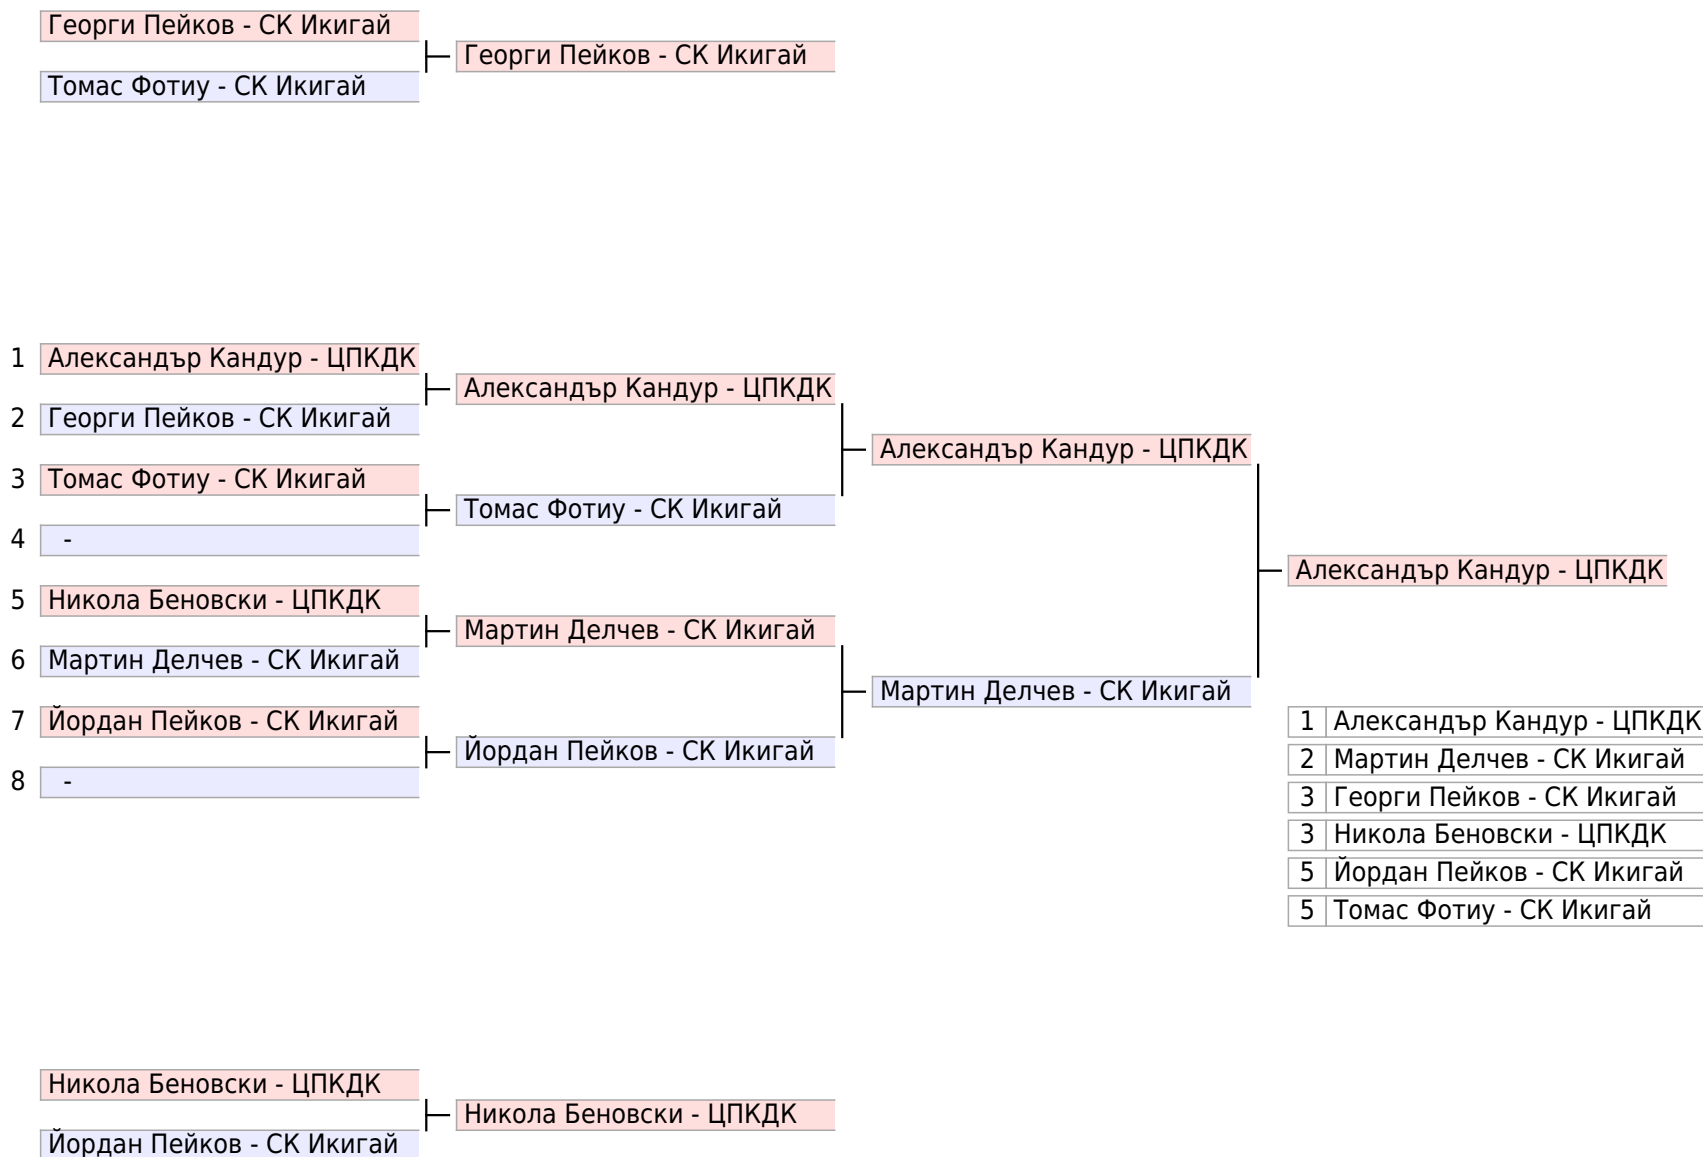 Георги Пейков - СК Икигай
Георги Пейков - СК Икигай
Томас Фотиу - СК Икигай
1 Александър Кандур - ЦПКДК
Александър Кандур - ЦПКДК
2 Георги Пейков - СК Икигай
Александър Кандур - ЦПКДК
3 Томас Фотиу - СК Икигай
Томас Фотиу - СК Икигай
4 -
Александър Кандур - ЦПКДК
5 Никола Беновски - ЦПКДК
Мартин Делчев - СК Икигай
6 Мартин Делчев - СК Икигай
Мартин Делчев - СК Икигай
7 Йордан Пейков - СК Икигай
Йордан Пейков - СК Икигай
8 -
1 Александър Кандур - ЦПКДК
2 Мартин Делчев - СК Икигай
3 Георги Пейков - СК Икигай
3 Никола Беновски - ЦПКДК
5 Йордан Пейков - СК Икигай
5 Томас Фотиу - СК Икигай
Никола Беновски - ЦПКДК
Никола Беновски - ЦПКДК
Йордан Пейков - СК Икигай